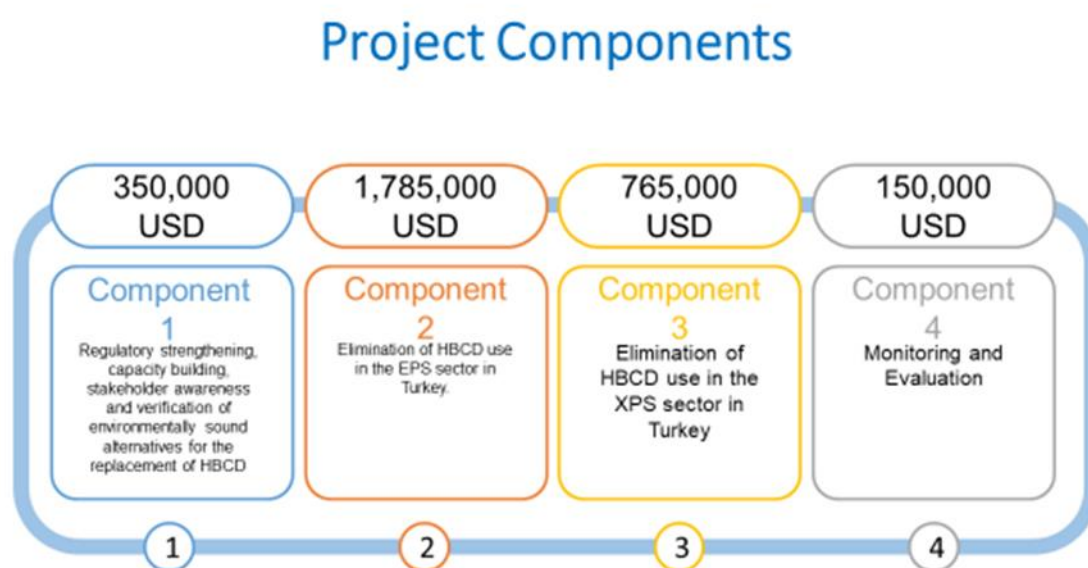 Project Components
350,000
USD
1,785,000
USD
765,000
USD
150,000
USD
Component
1
Regulatory strengthening,
capacity building,
stakeholder awareness
and verification of
environmentally sound
alternatives for the
replacement of HBCD
Component
2
Elimination of HBCD use
in the EPS sector in
Turkey.
Component
3
Elimination of
HBCD use in the
XPS sector in
Turkey
Component
4
Monitoring and
Evaluation
1
2
3
4